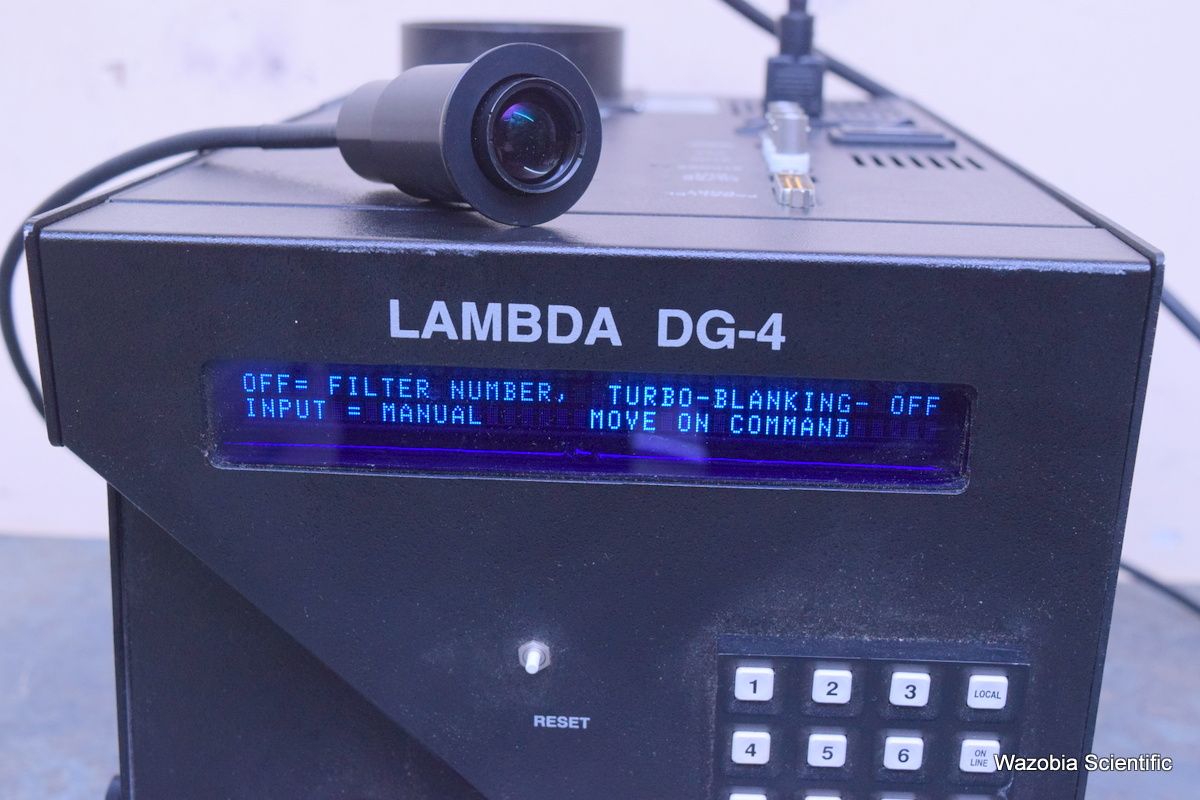 LAMBDA DG-4
OFF= FILTER NUMBER, TURBO-BLANKING- OFF
INPUT = MANUAL MOVE ON COMMAND
RESET
1 2 3 LOCAL
4 5 6 ON LINE
Wazobia Scientific